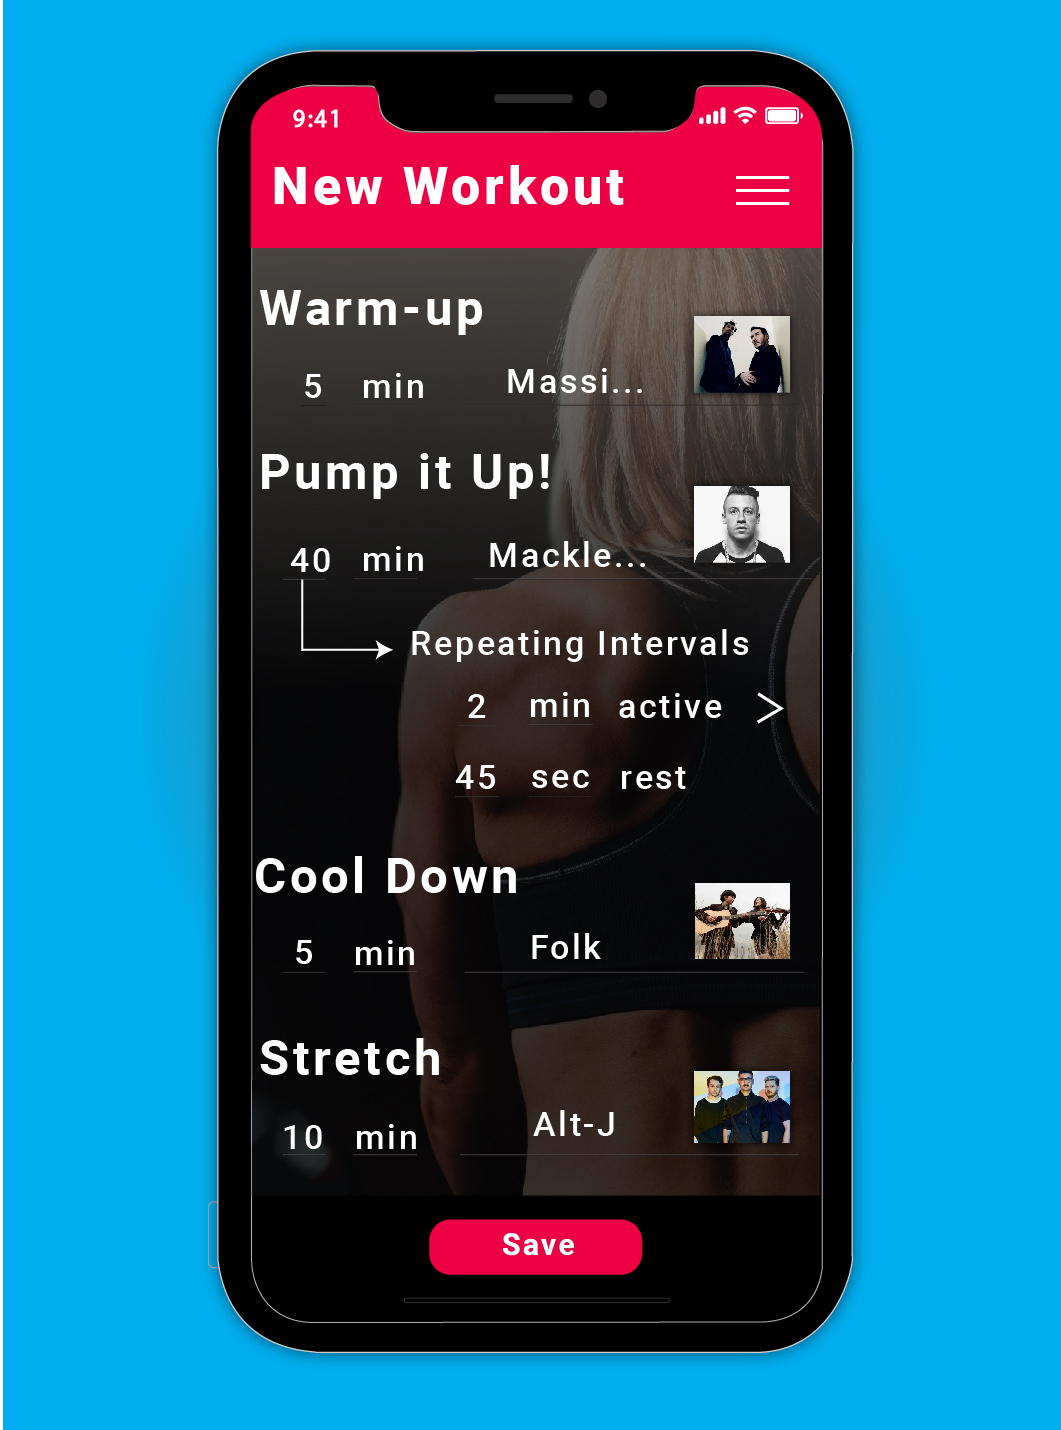 9:41
New Workout
Warm-up
5 min Massi...
Pump it Up!
40 min Mackle...
Repeating Intervals
2 min active >
45 sec rest
Cool Down
5 min Folk
Stretch
10 min Alt-J
Save